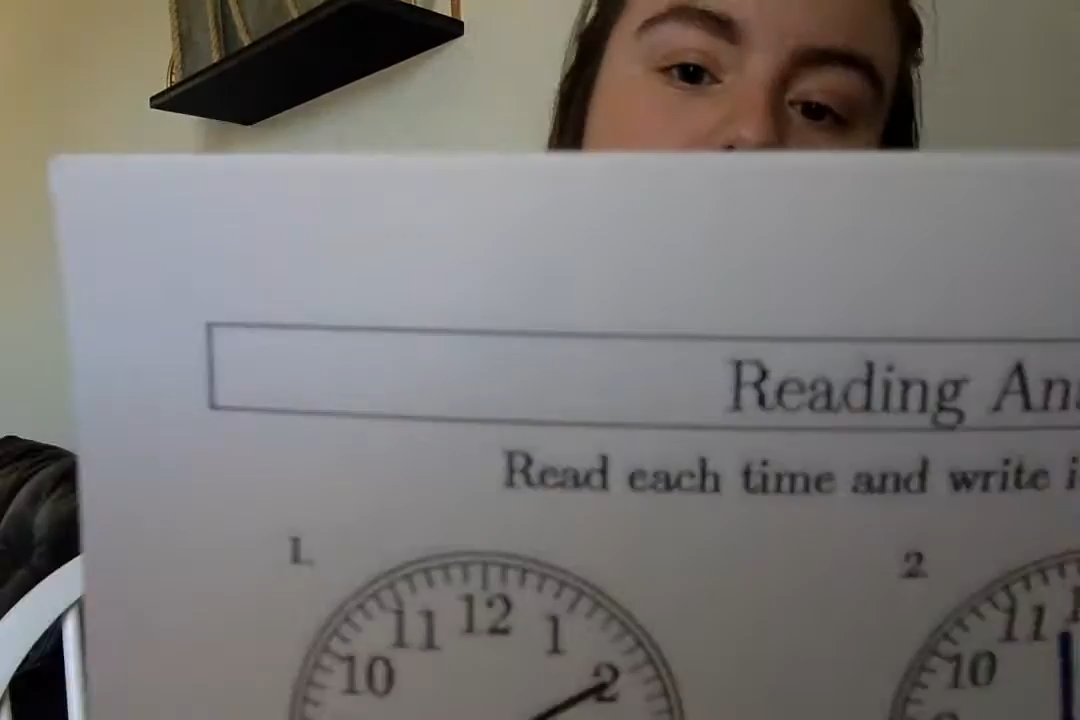 Reading
Read each time and write
1.
2
11 12 1
10 2
11
10